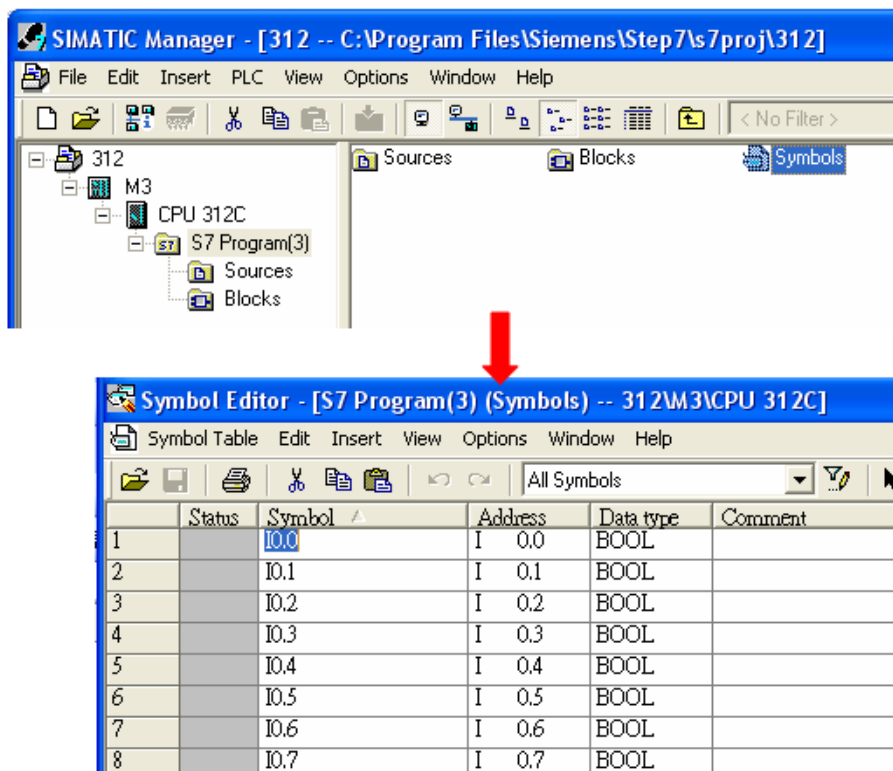 SIMATIC Manager - [312 -- C:\Program Files\Siemens\Step7\s7proj\312]
File Edit Insert PLC View Options Window Help
< No Filter >
312
M3
CPU 312C
S7 Program(3)
Sources
Blocks
Sources Blocks Symbols
Symbol Editor - [S7 Program(3) (Symbols) -- 312\M3\CPU 312C]
Symbol Table Edit Insert View Options Window Help
All Symbols
Status Symbol Address Data type Comment
1 I0.0 I 0.0 BOOL
2 I0.1 I 0.1 BOOL
3 I0.2 I 0.2 BOOL
4 I0.3 I 0.3 BOOL
5 I0.4 I 0.4 BOOL
6 I0.5 I 0.5 BOOL
7 I0.6 I 0.6 BOOL
8 I0.7 I 0.7 BOOL